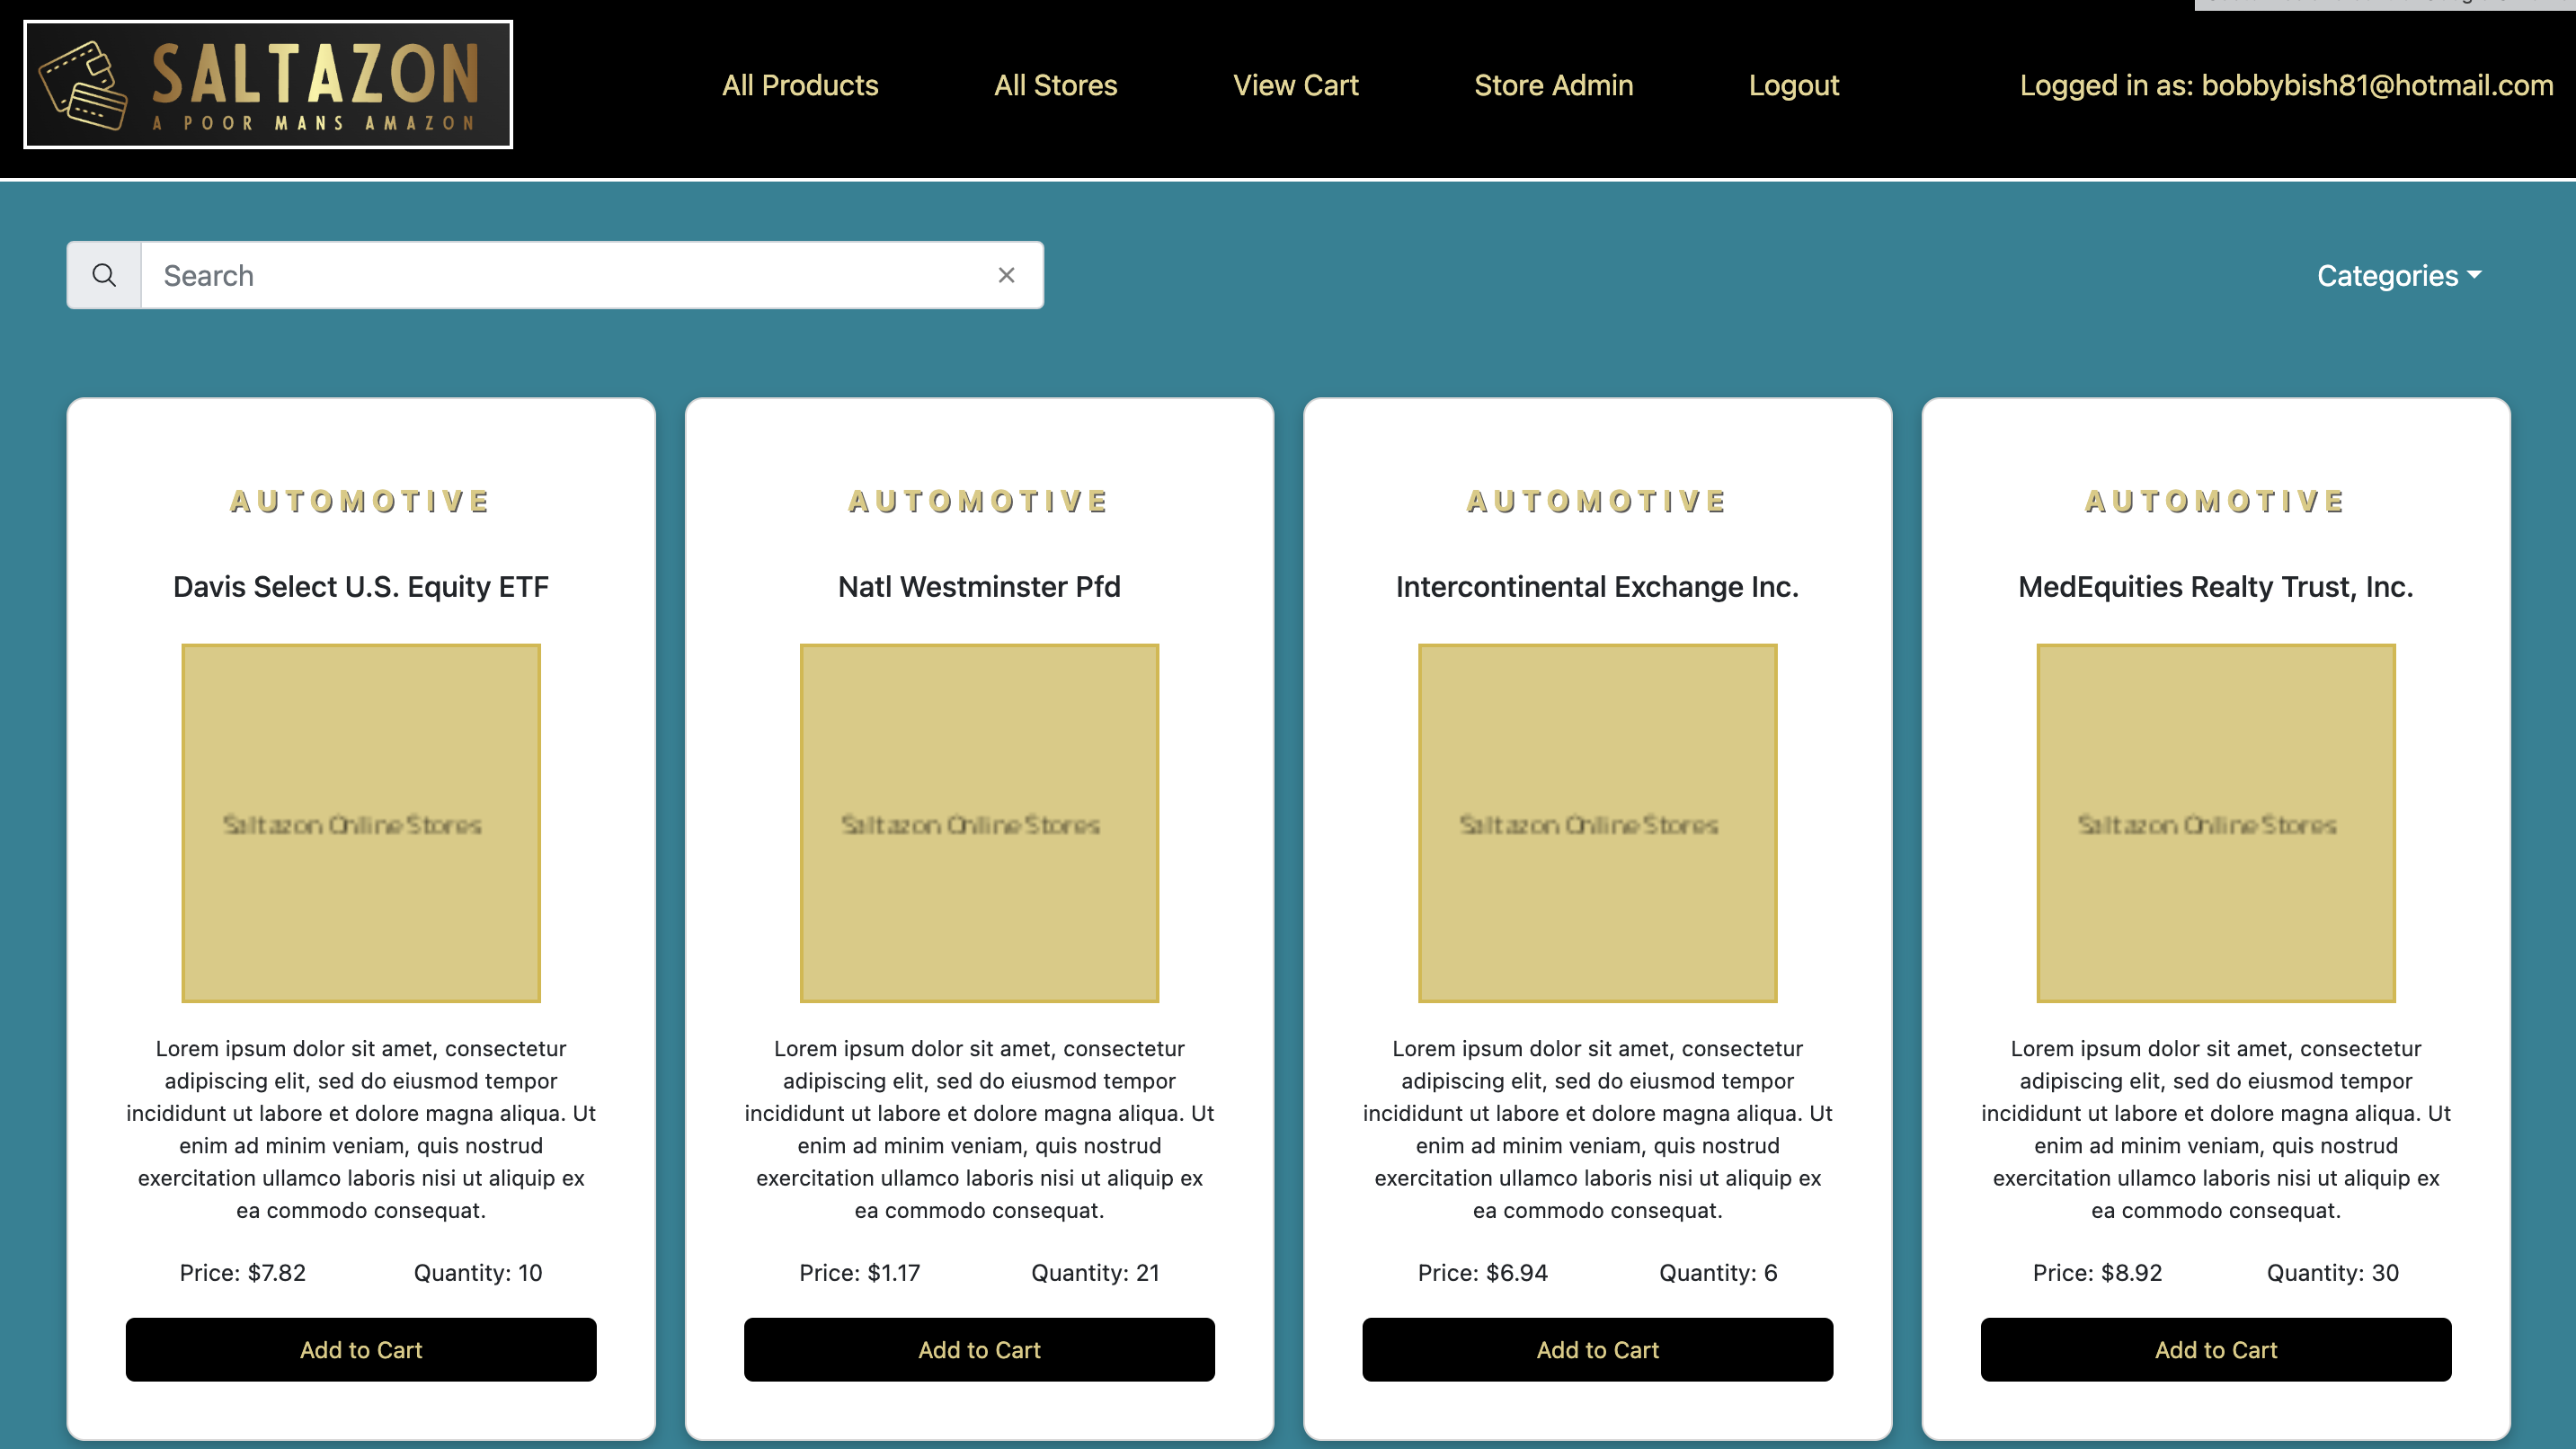 SALTAZON
A POOR MANS AMAZON
All Products
All Stores
View Cart
Store Admin
Logout
Logged in as: bobbybish81@hotmail.com
Search
Categories
AUTOMOTIVE
Davis Select U.S. Equity ETF
Saltazon Online Stores
Lorem ipsum dolor sit amet, consectetur
adipiscing elit, sed do eiusmod tempor
incididunt ut labore et dolore magna aliqua. Ut
enim ad minim veniam, quis nostrud
exercitation ullamco laboris nisi ut aliquip ex
ea commodo consequat.
Price: $7.82
Quantity: 10
Add to Cart
AUTOMOTIVE
Natl Westminster Pfd
Saltazon Online Stores
Lorem ipsum dolor sit amet, consectetur
adipiscing elit, sed do eiusmod tempor
incididunt ut labore et dolore magna aliqua. Ut
enim ad minim veniam, quis nostrud
exercitation ullamco laboris nisi ut aliquip ex
ea commodo consequat.
Price: $1.17
Quantity: 21
Add to Cart
AUTOMOTIVE
Intercontinental Exchange Inc.
Saltazon Online Stores
Lorem ipsum dolor sit amet, consectetur
adipiscing elit, sed do eiusmod tempor
incididunt ut labore et dolore magna aliqua. Ut
enim ad minim veniam, quis nostrud
exercitation ullamco laboris nisi ut aliquip ex
ea commodo consequat.
Price: $6.94
Quantity: 6
Add to Cart
AUTOMOTIVE
MedEquities Realty Trust, Inc.
Saltazon Online Stores
Lorem ipsum dolor sit amet, consectetur
adipiscing elit, sed do eiusmod tempor
incididunt ut labore et dolore magna aliqua. Ut
enim ad minim veniam, quis nostrud
exercitation ullamco laboris nisi ut aliquip ex
ea commodo consequat.
Price: $8.92
Quantity: 30
Add to Cart